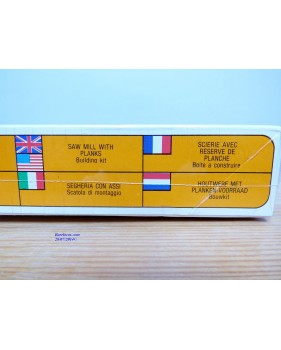 SAW MILL WITH
PLANKS
Building kit
SCIERIE AVEC
RESERVE DE
PLANCHE
Boite a construire
SEGHERIA CON ASSI
Scatola di montaggio
HOUTWERF MET
PLANKEN VOORRAAD
Bouwkit